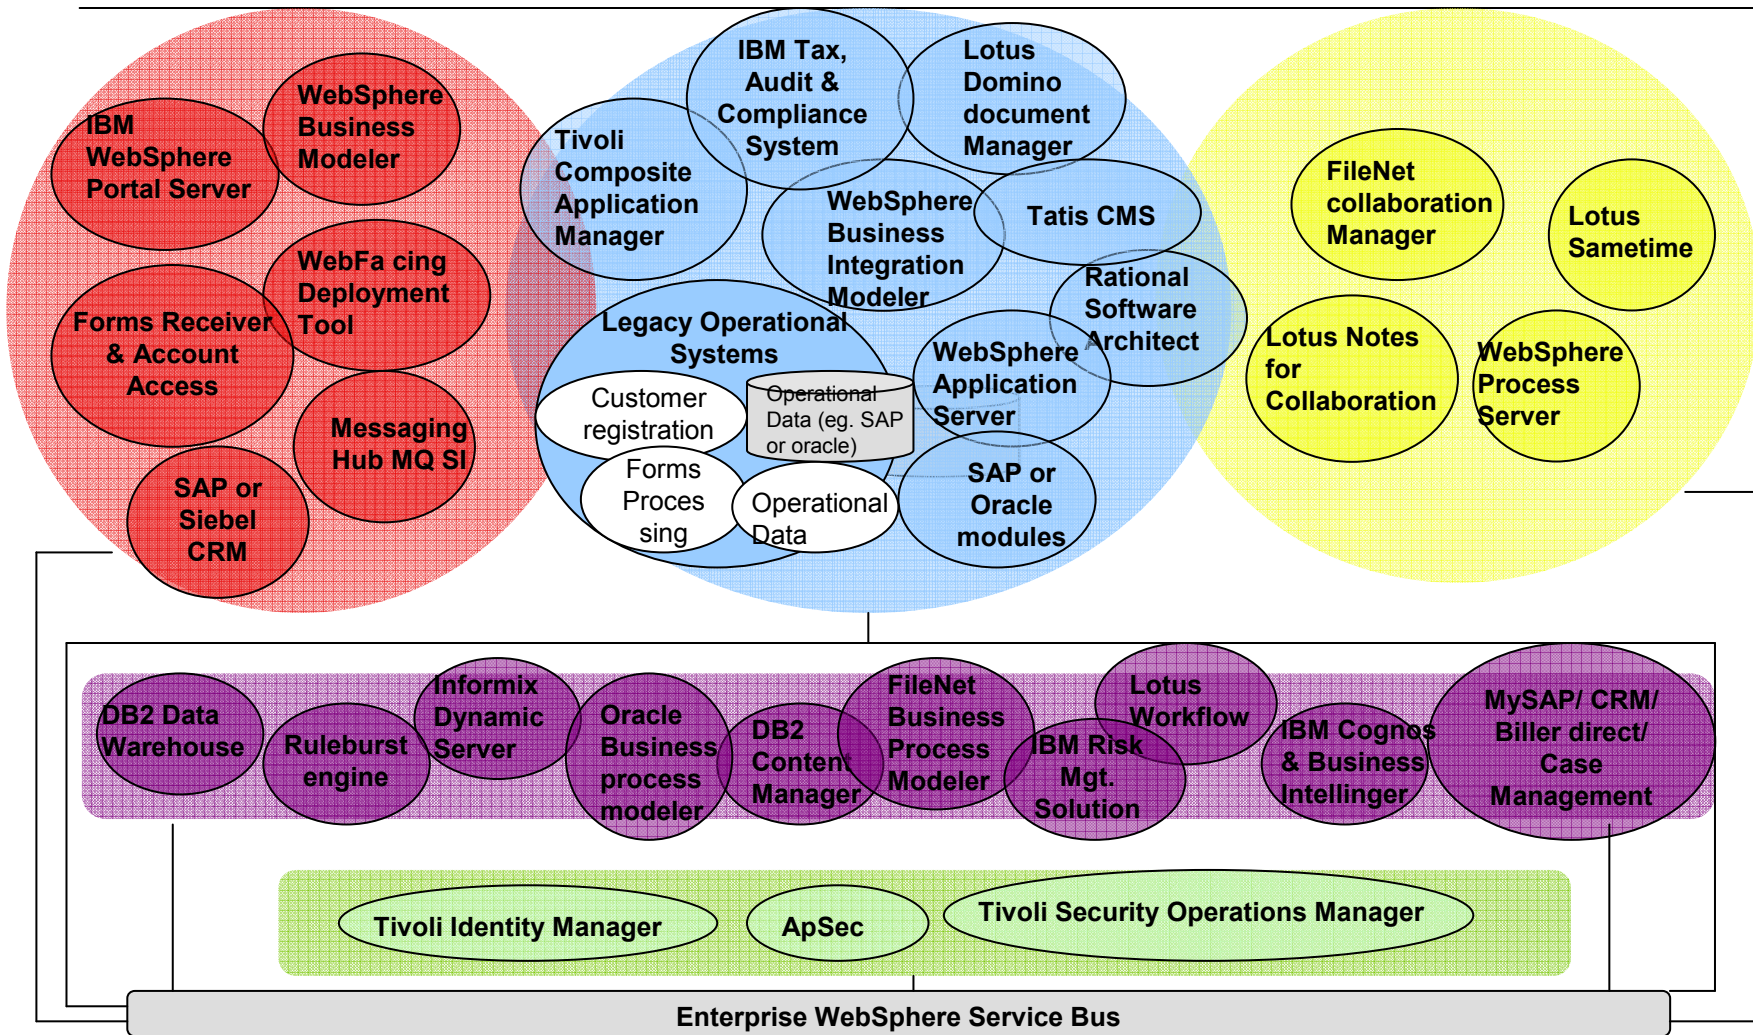 IBM
WebSphere
Portal Server
WebSphere
Business
Modeler
WebFa cing
Deployment
Tool
Forms Receiver
& Account
Access
Messaging
Hub MQ SI
SAP or
Siebel
CRM
Tivoli
Composite
Application
Manager
IBM Tax,
Audit &
Compliance
System
Lotus
Domino
document
Manager
WebSphere
Business
Integration
Modeler
Tatis CMS
Rational
Software
Architect
Legacy Operational
Systems
Customer
registration
Operational
Data (eg. SAP
or oracle)
Forms
Proces
sing
Operational
Data
WebSphere
Application
Server
SAP or
Oracle
modules
FileNet
collaboration
Manager
Lotus
Sametime
Lotus Notes
for
Collaboration
WebSphere
Process
Server
DB2 Data
Warehouse
Ruleburst
engine
Informix
Dynamic
Server
Oracle
Business
process
modeler
DB2
Content
Manager
FileNet
Business
Process
Modeler
IBM Risk
Mgt.
Solution
Lotus
Workflow
IBM Cognos
& Business
Intellinger
MySAP/ CRM/
Biller direct/
Case
Management
Tivoli Identity Manager
ApSec
Tivoli Security Operations Manager
Enterprise WebSphere Service Bus